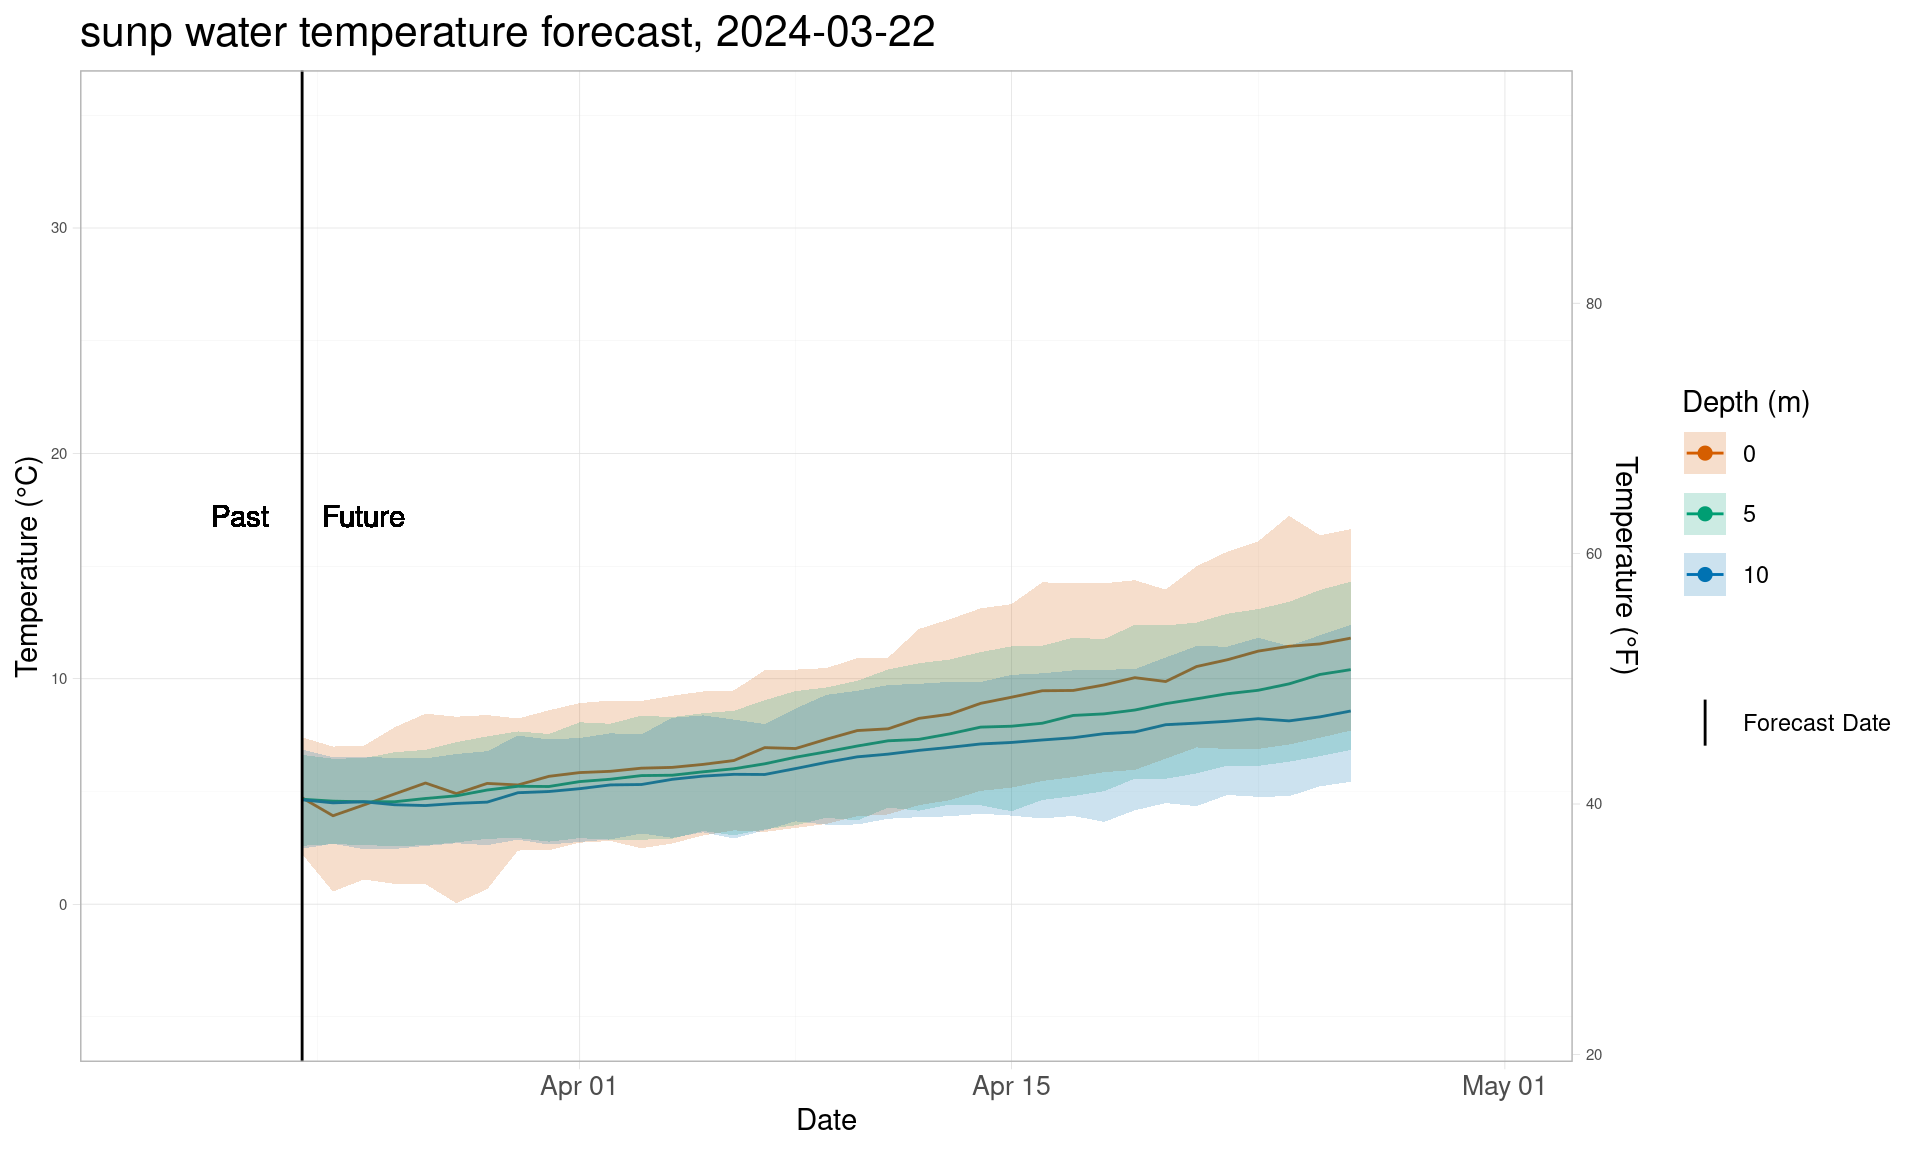 sunp water temperature forecast, 2024-03-22
Temperature (°C)
30
20
10
0
Past
Future
Apr 01
Apr 15
May 01
Date
80
60
40
20
Temperature (°F)
Depth (m)
0
5
10
Forecast Date